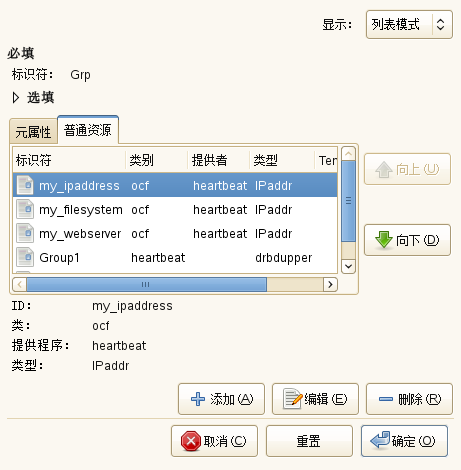 显示： 列表模式
必填
标识符： Grp
选填
元属性 普通资源
标识符 类别 提供者 类型 Ter
my_ipaddress ocf heartbeat IPaddr
my_filesystem ocf heartbeat IPaddr
my_webserver ocf heartbeat IPaddr
Group1 heartbeat drbdupper
向上(U)
向下(D)
ID： my_ipaddress
类： ocf
提供程序： heartbeat
类型： IPaddr
添加(A) 编辑(E) 删除(R)
取消(C) 重置 确定(O)